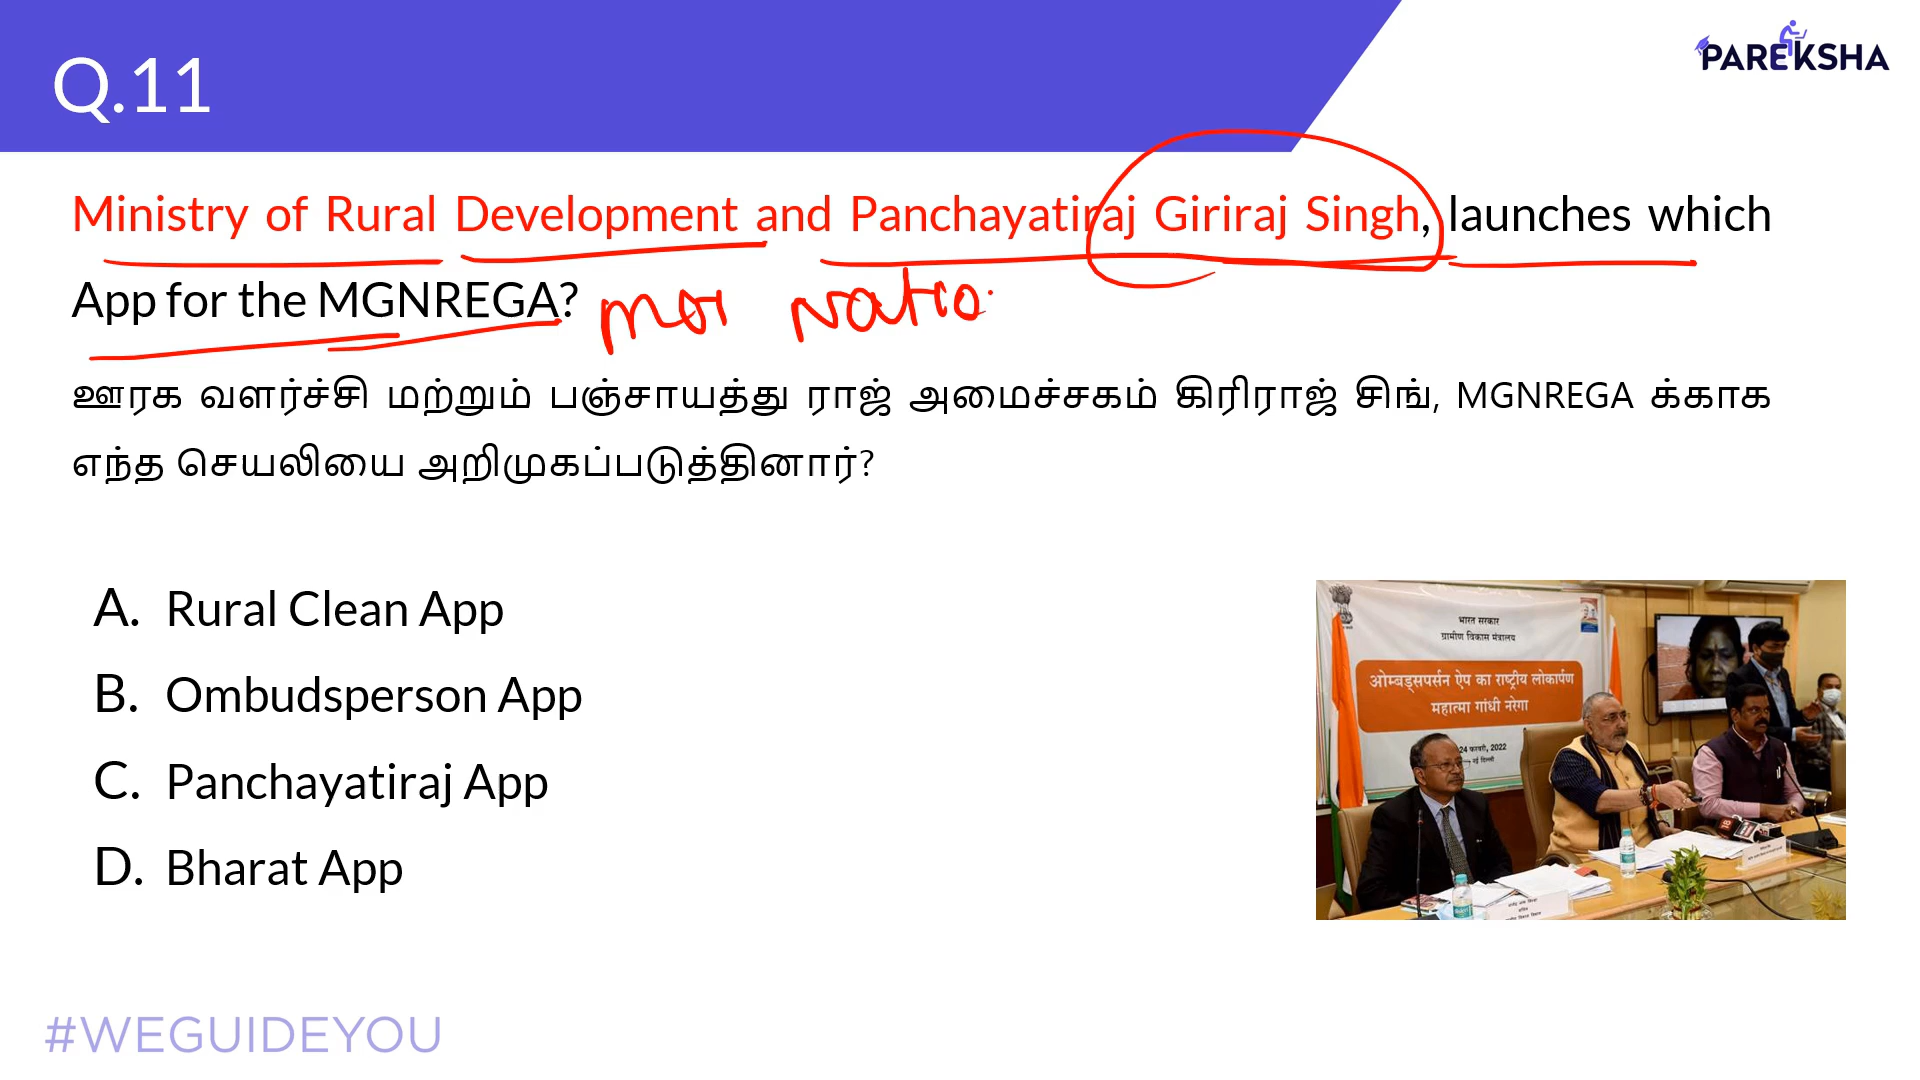 Q.11
PAREKSHA
Ministry of Rural Development and Panchayatiraj Giriraj Singh, launches which
App for the MGNREGA?
ஊரக வளர்ச்சி மற்றும் பஞ்சாயத்து ராஜ் அமைச்சகம் கிரிராஜ் சிங், MGNREGA க்காக
எந்த செயலியை அறிமுகப்படுத்தினார்?
A. Rural Clean App
B. Ombudsperson App
C. Panchayatiraj App
D. Bharat App
भारत सरकार
ग्रामीण विकास मंत्रालय
ओम्बड्सपर्सन ऐप का राष्ट्रीय लोकार्पण
महात्मा गांधी नरेगा
24 फरवरी, 2022
नई दिल्ली
#WEGUIDEYOU